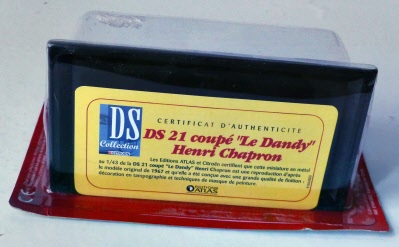 DS
Collection
CERTIFICAT D'AUTHENTICITÉ
DS 21 coupé "Le Dandy"
Henri Chapron
Les Editions ATLAS et Citroën certifient que cette miniature en métal
au 1/43 de la DS 21 coupé "Le Dandy" Henri Chapron est une reproduction d'après
le modèle original de 1967 et qu'elle a été conçue avec une grande qualité de finition :
décoration en tampographie et techniques de masque de peinture.
ATLAS